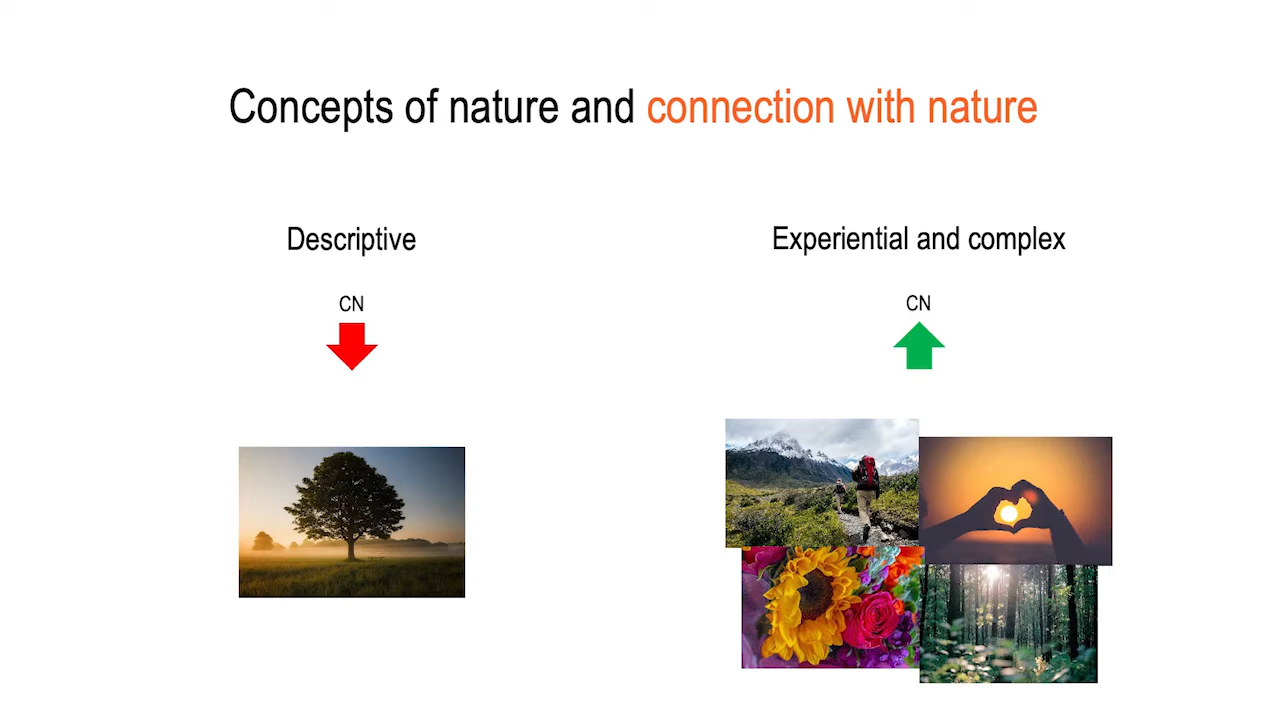 Concepts of nature and connection with nature
Descriptive
CN
Experiential and complex
CN